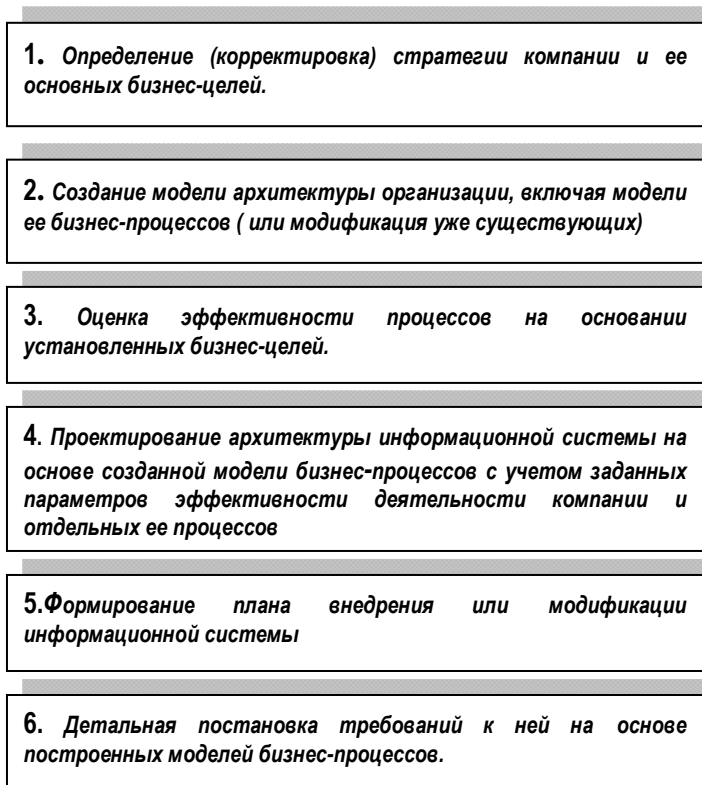 1. Определение (корректировка) стратегии компании и ее
основных бизнес-целей.
2. Создание модели архитектуры организации, включая модели
ее бизнес-процессов ( или модификация уже существующих)
3. Оценка эффективности процессов на основании
установленных бизнес-целей.
4. Проектирование архитектуры информационной системы на
основе созданной модели бизнес-процессов с учетом заданных
параметров эффективности деятельности компании и
отдельных ее процессов
5.Формирование плана внедрения или модификации
информационной системы
6. Детальная постановка требований к ней на основе
построенных моделей бизнес-процессов.